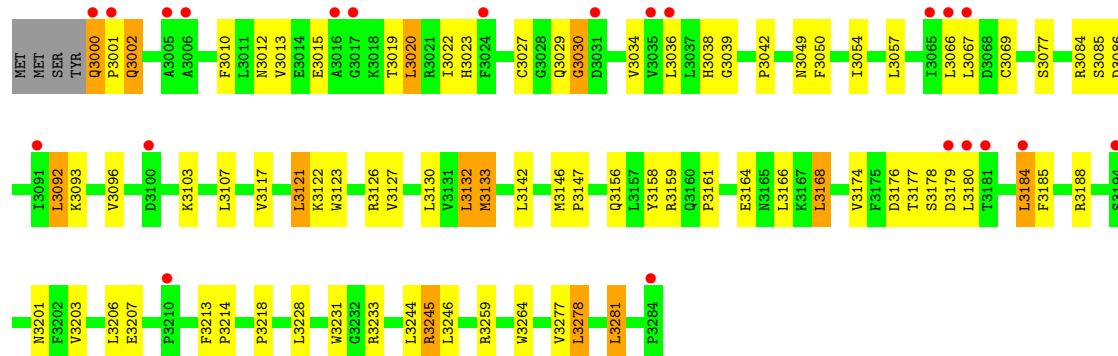 MET MET SER TYR Q3000 P3001 Q3002 A3005 A3006 F3010 L3011 N3012 V3013 E3014 E3015 A3016 G3017 K3018 T3019 L3020 R3021 I3022 H3023 F3024 C3027 G3028 Q3029 G3030 D3031 V3034 V3035 L3036 L3037 H3038 G3039 P3042 N3049 F3050 I3054 L3057 I3065 L3066 L3067 D3068 C3069 S3077 R3084 S3085
I3091 L3092 K3093 V3096 D3100 K3103 L3107 V3117 L3121 K3122 W3123 R3126 V3127 L3130 V3131 L3132 M3133 L3142 M3146 P3147 Q3156 L3157 Y3158 R3159 Q3160 P3161 E3164 N3165 L3166 K3167 L3168 V3174 F3175 D3176 T3177 S3178 D3179 L3180 T3181 L3184 F3185 R3188
N3201 F3202 V3203 L3206 E3207 P3210 F3213 P3214 P3218 L3228 W3231 G3232 R3233 L3244 R3245 L3246 R3259 W3264 V3277 L3278 L3281 P3284